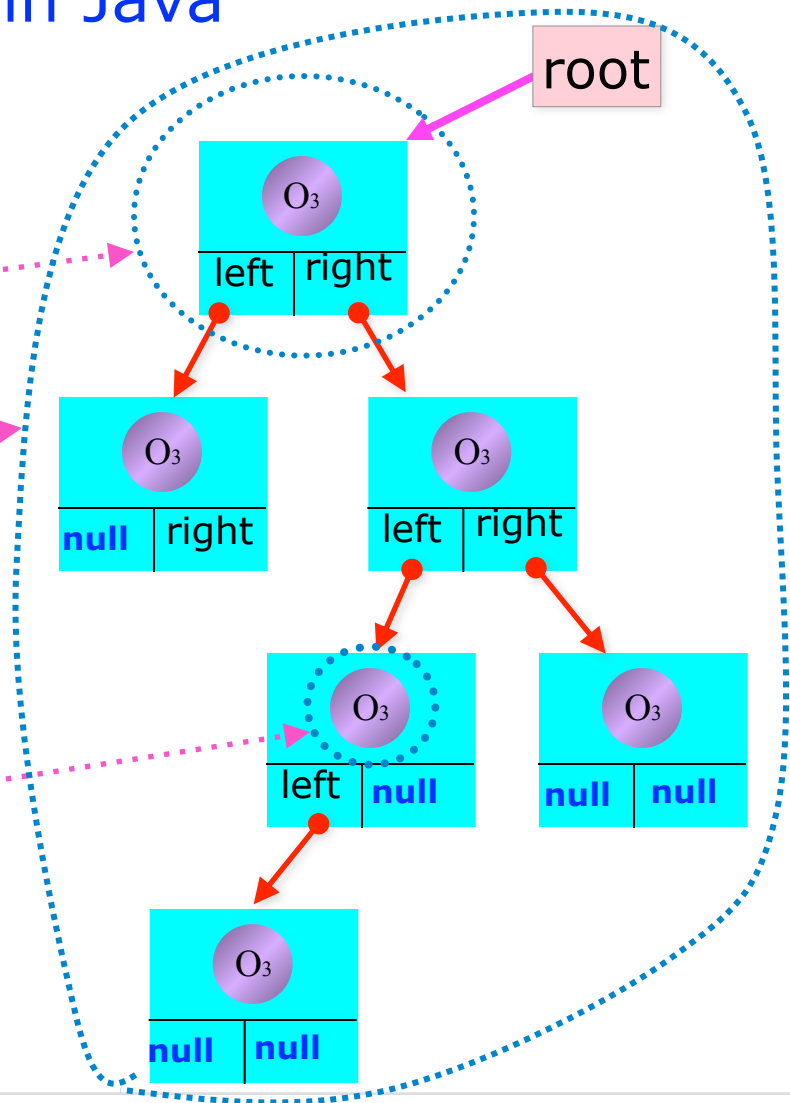 in Java
root
O₃
left right
O₃ O₃
null right left right
O₃ O₃
left null null null
O₃
null null